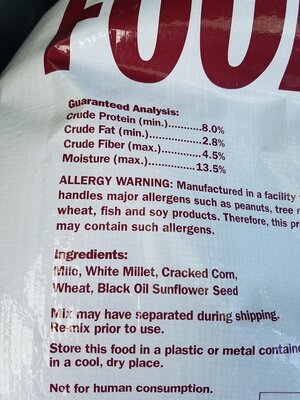 FOOD
Guaranteed Analysis:
Crude Protein (min.)...........8.0%
Crude Fat (min.)..................2.8%
Crude Fiber (max.)..............4.5%
Moisture (max.)................13.5%
ALLERGY WARNING: Manufactured in a facility
handles major allergens such as peanuts, tree
wheat, fish and soy products. Therefore, this
may contain such allergens.
Ingredients:
Milo, White Millet, Cracked Corn,
Wheat, Black Oil Sunflower Seed
Mix may have separated during shipping.
Re-mix prior to use.
Store this food in a plastic or metal
in a cool, dry place.
Not for human consumption.